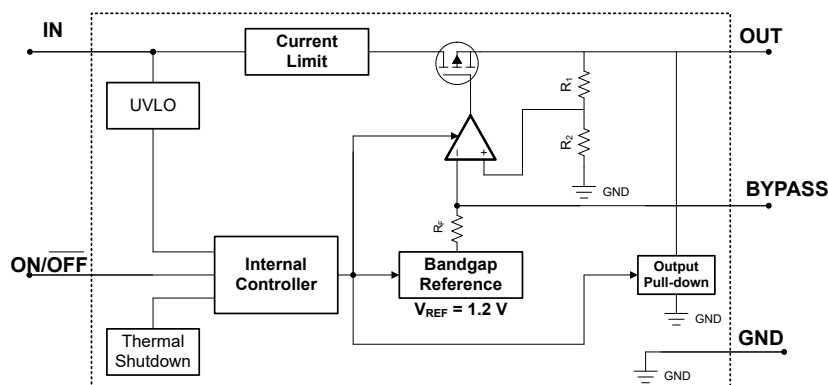 IN
Current
Limit
OUT
UVLO
R1
R2
−
+
GND
BYPASS
RF
ON/OFF
Internal
Controller
Bandgap
Reference
VREF = 1.2 V
Output
Pull-down
GND
Thermal
Shutdown
GND
GND